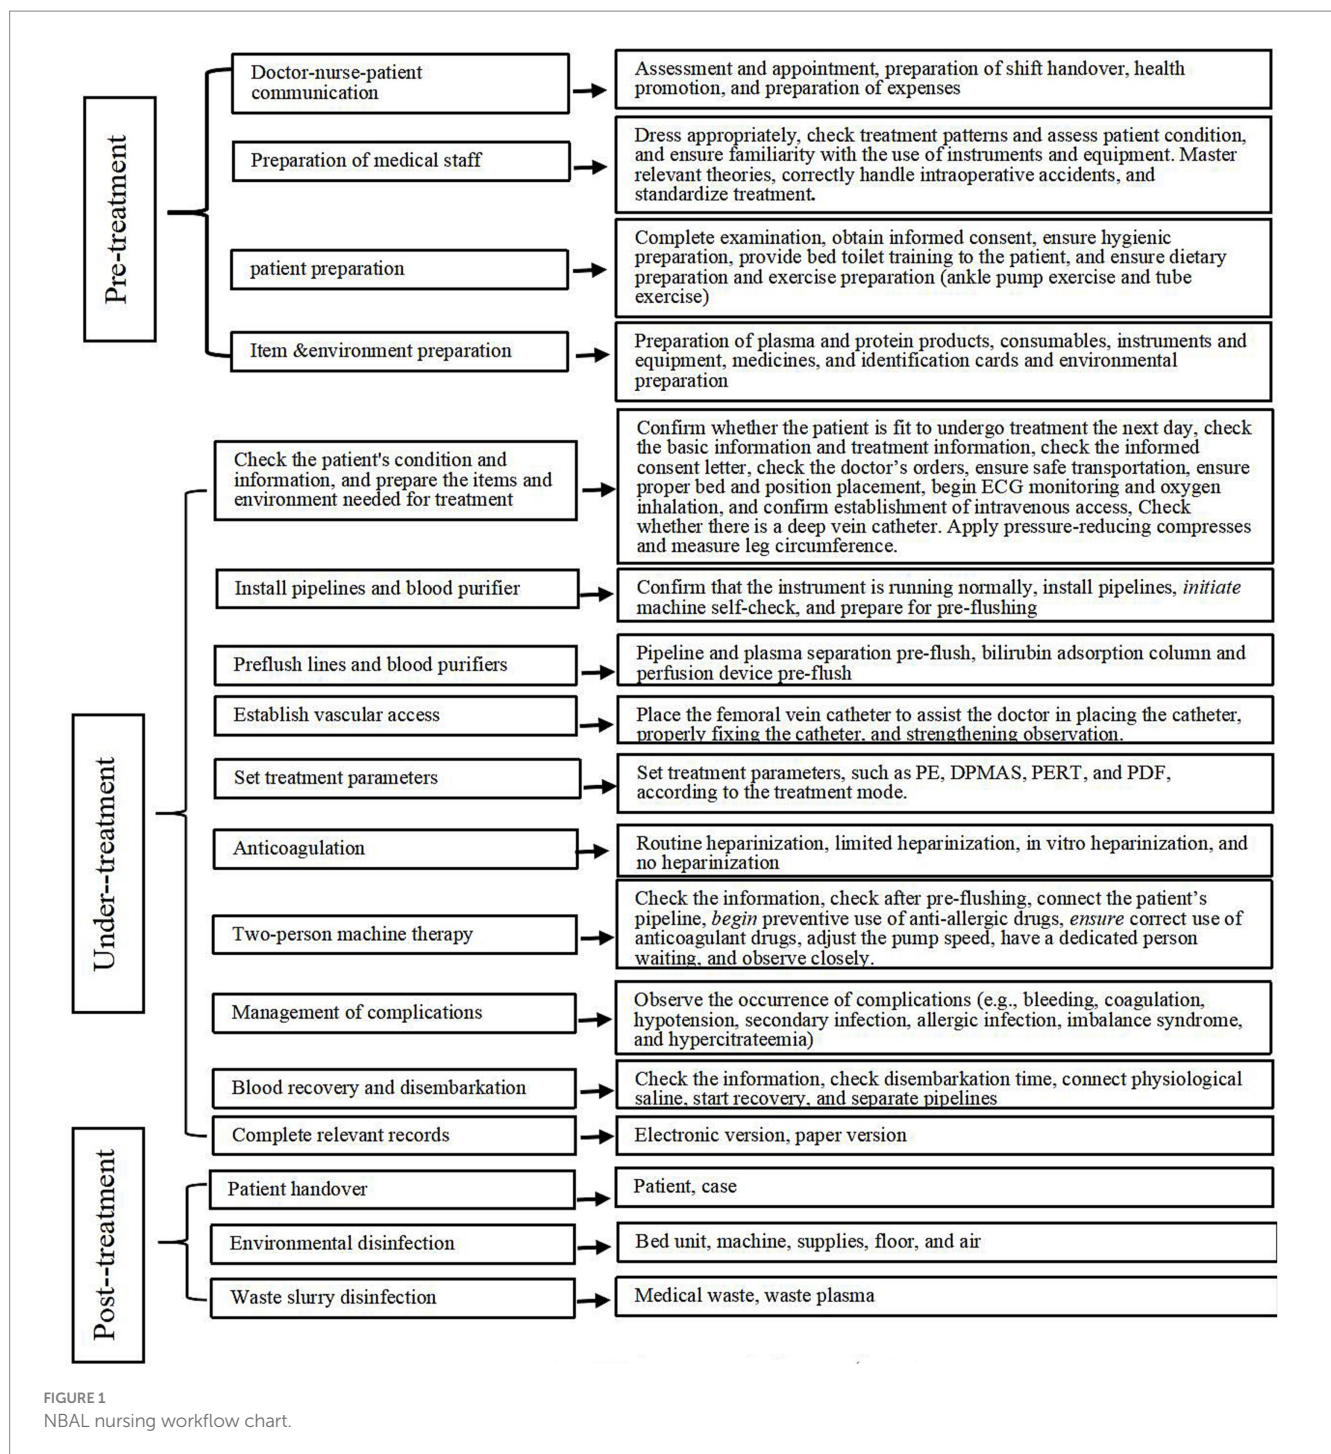 Pre-treatment
Doctor-nurse-patient
communication
Assessment and appointment, preparation of shift handover, health
promotion, and preparation of expenses
Preparation of medical staff
Dress appropriately, check treatment patterns and assess patient condition,
and ensure familiarity with the use of instruments and equipment. Master
relevant theories, correctly handle intraoperative accidents, and
standardize treatment.
patient preparation
Complete examination, obtain informed consent, ensure hygienic
preparation, provide bed toilet training to the patient, and ensure dietary
preparation and exercise preparation (ankle pump exercise and tube
exercise)
Item &environment preparation
Preparation of plasma and protein products, consumables, instruments and
equipment, medicines, and identification cards and environmental
preparation
Under--treatment
Check the patient's condition and
information, and prepare the items and
environment needed for treatment
Confirm whether the patient is fit to undergo treatment the next day, check
the basic information and treatment information, check the informed
consent letter, check the doctor’s orders, ensure safe transportation, ensure
proper bed and position placement, begin ECG monitoring and oxygen
inhalation, and confirm establishment of intravenous access, Check
whether there is a deep vein catheter. Apply pressure-reducing compresses
and measure leg circumference.
Install pipelines and blood purifier
Confirm that the instrument is running normally, install pipelines, initiate
machine self-check, and prepare for pre-flushing
Preflush lines and blood purifiers
Pipeline and plasma separation pre-flush, bilirubin adsorption column and
perfusion device pre-flush
Establish vascular access
Place the femoral vein catheter to assist the doctor in placing the catheter,
properly fixing the catheter, and strengthening observation.
Set treatment parameters
Set treatment parameters, such as PE, DPMAS, PERT, and PDF,
according to the treatment mode.
Anticoagulation
Routine heparinization, limited heparinization, in vitro heparinization, and
no heparinization
Two-person machine therapy
Check the information, check after pre-flushing, connect the patient’s
pipeline, begin preventive use of anti-allergic drugs, ensure correct use of
anticoagulant drugs, adjust the pump speed, have a dedicated person
waiting, and observe closely.
Management of complications
Observe the occurrence of complications (e.g., bleeding, coagulation,
hypotension, secondary infection, allergic infection, imbalance syndrome,
and hypercitrateemia)
Blood recovery and disembarkation
Check the information, check disembarkation time, connect physiological
saline, start recovery, and separate pipelines
Complete relevant records
Electronic version, paper version
Post--treatment
Patient handover
Patient, case
Environmental disinfection
Bed unit, machine, supplies, floor, and air
Waste slurry disinfection
Medical waste, waste plasma
FIGURE 1
NBAL nursing workflow chart.